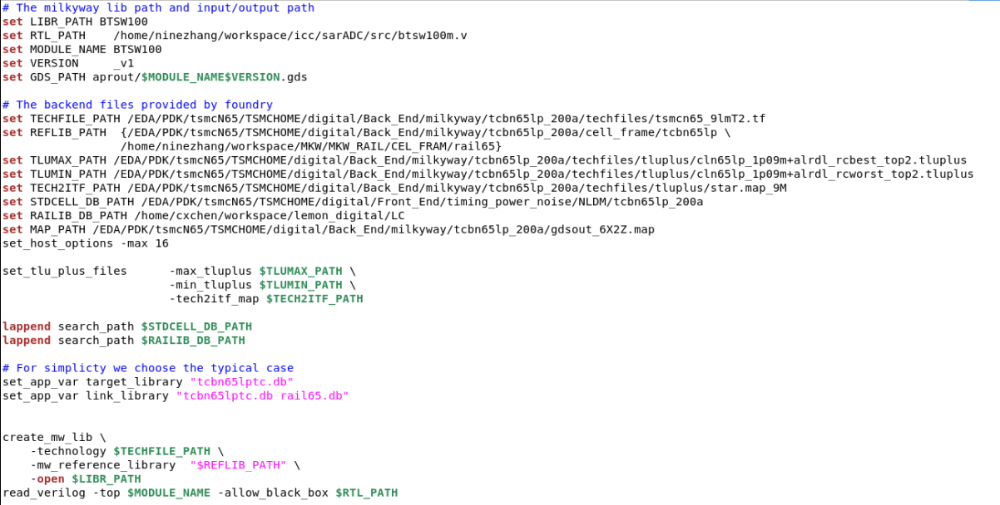 # The milkyway lib path and input/output path
set LIBR_PATH BTSW100
set RTL_PATH    /home/ninezhang/workspace/icc/sarADC/src/btsw100m.v
set MODULE_NAME BTSW100
set VERSION     _v1
set GDS_PATH aprout/$MODULE_NAME$VERSION.gds
# The backend files provided by foundry
set TECHFILE_PATH /EDA/PDK/tsmcN65/TSMCHOME/digital/Back_End/milkyway/tcbn65lp_200a/techfiles/tsmcn65_9lmT2.tf
set REFLIB_PATH  {/EDA/PDK/tsmcN65/TSMCHOME/digital/Back_End/milkyway/tcbn65lp_200a/cell_frame/tcbn65lp \
                 /home/ninezhang/workspace/MKW/MKW_RAIL/CEL_FRAM/rail65}
set TLUMAX_PATH /EDA/PDK/tsmcN65/TSMCHOME/digital/Back_End/milkyway/tcbn65lp_200a/techfiles/tluplus/cln65lp_1p09m+alrdl_rcbest_top2.tluplus
set TLUMIN_PATH /EDA/PDK/tsmcN65/TSMCHOME/digital/Back_End/milkyway/tcbn65lp_200a/techfiles/tluplus/cln65lp_1p09m+alrdl_rcworst_top2.tluplus
set TECH2ITF_PATH /EDA/PDK/tsmcN65/TSMCHOME/digital/Back_End/milkyway/tcbn65lp_200a/techfiles/tluplus/star.map_9M
set STDCELL_DB_PATH /EDA/PDK/tsmcN65/TSMCHOME/digital/Front_End/timing_power_noise/NLDM/tcbn65lp_200a
set RAILIB_DB_PATH /home/cxchen/workspace/lemon_digital/LC
set MAP_PATH /EDA/PDK/tsmcN65/TSMCHOME/digital/Back_End/milkyway/tcbn65lp_200a/gdsout_6X2Z.map
set_host_options -max 16
set_tlu_plus_files      -max_tluplus $TLUMAX_PATH \
                        -min_tluplus $TLUMIN_PATH \
                        -tech2itf_map $TECH2ITF_PATH
lappend search_path $STDCELL_DB_PATH
lappend search_path $RAILIB_DB_PATH
# For simplicty we choose the typical case
set_app_var target_library "tcbn65lptc.db"
set_app_var link_library "tcbn65lptc.db rail65.db"
create_mw_lib \
    -technology $TECHFILE_PATH \
    -mw_reference_library  "$REFLIB_PATH" \
    -open $LIBR_PATH
read_verilog -top $MODULE_NAME -allow_black_box $RTL_PATH